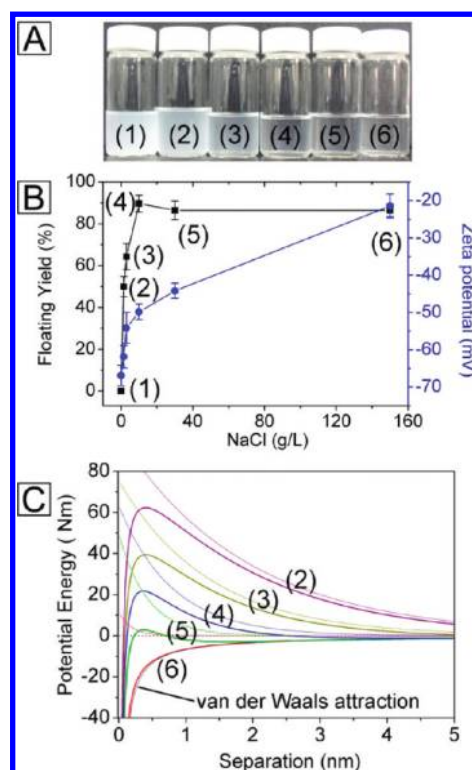 A
(1) (2) (3) (4) (5) (6)
B
100
80
60
40
20
0
Floating Yield (%)
(4)
(3)
(2)
(1)
(5)
(6)
-20
-30
-40
-50
-60
-70
Zeta potential (mV)
0 40 80 120 160
NaCl (g/L)
C
80
60
40
20
0
-20
-40
Potential Energy ( Nm)
(2)
(3)
(4)
(5)
(6)
van der Waals attraction
0 1 2 3 4 5
Separation (nm)